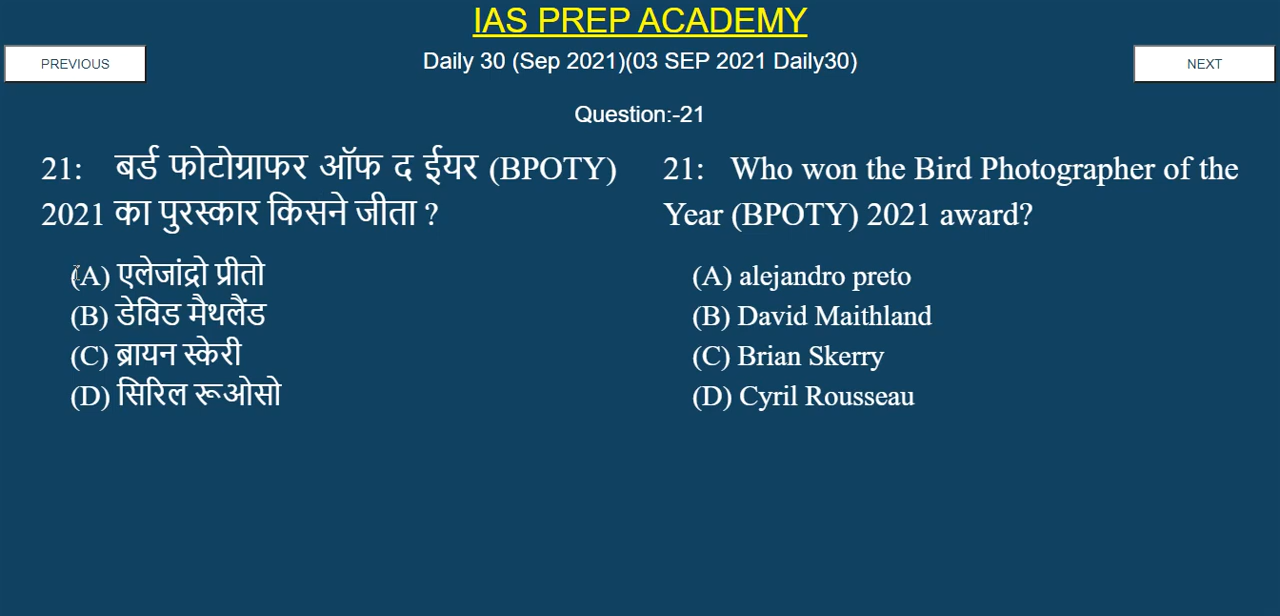 IAS PREP ACADEMY
PREVIOUS
Daily 30 (Sep 2021)(03 SEP 2021 Daily30)
NEXT
Question:-21
21: बर्ड फोटोग्राफर ऑफ द ईयर (BPOTY)
2021 का पुरस्कार किसने जीता ?
(A) एलेजांद्रो प्रीतो
(B) डेविड मैथलैंड
(C) ब्रायन स्केरी
(D) सिरिल रूओसो
21: Who won the Bird Photographer of the
Year (BPOTY) 2021 award?
(A) alejandro preto
(B) David Maithland
(C) Brian Skerry
(D) Cyril Rousseau